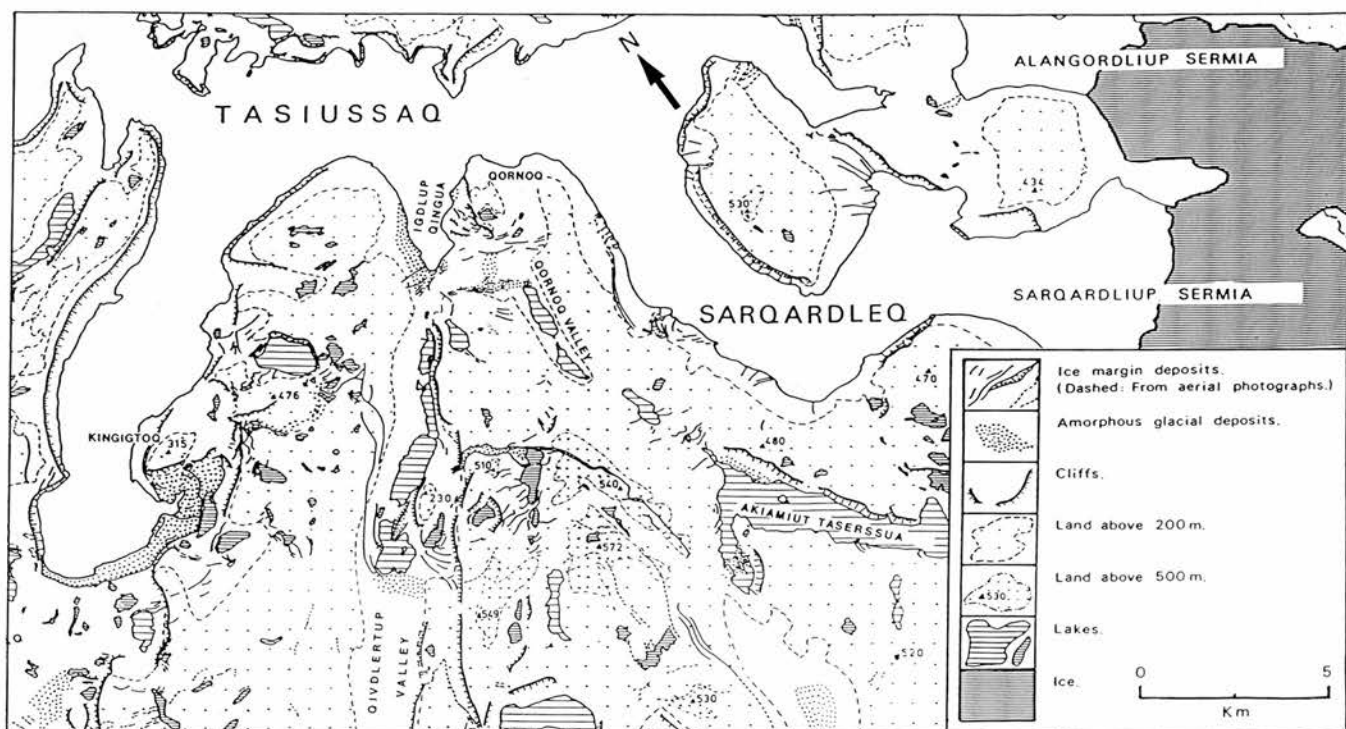 N
ALANGORDLIUP SERMIA
TASIUSSAQ
QORNOQ
IGDLUP
QINGUA
434
530
QORNOQ VALLEY
SARQARDLEQ
SARQARDLIUP SERMIA
476
470
KINGIGTOQ
315
480
510
540
230
AKIAMIUT TASERSSUA
572
549
520
530
QIVDLERTUP
VALLEY
Ice margin deposits.
(Dashed: From aerial photographs.)
Amorphous glacial deposits.
Cliffs.
Land above 200 m.
530
Land above 500 m.
Lakes.
Ice.
0 5
Km